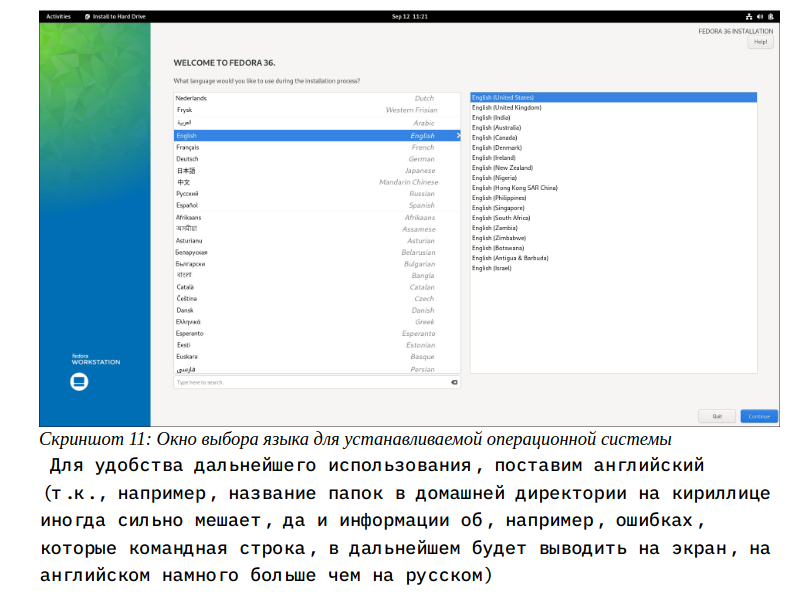 Activities Install to Hard Drive Sep 12 11:21
FEDORA 36 INSTALLATION
Help!
WELCOME TO FEDORA 36.
What language would you like to use during the installation process?
Nederlands Dutch
Frysk Western Frisian
العربية Arabic
English English
Français French
Deutsch German
日本語 Japanese
中文 Mandarin Chinese
Русский Russian
Español Spanish
Afrikaans Afrikaans
অসমীয়া Assamese
Asturianu Asturian
Беларуская Belarusian
Български Bulgarian
বাংলা Bangla
Català Catalan
Čeština Czech
Dansk Danish
Ελληνικά Greek
Esperanto Esperanto
Eesti Estonian
Euskara Basque
فارسی Persian
Type here to search.
English (United States)
English (United Kingdom)
English (India)
English (Australia)
English (Canada)
English (Denmark)
English (Ireland)
English (New Zealand)
English (Nigeria)
English (Hong Kong SAR China)
English (Philippines)
English (Singapore)
English (South Africa)
English (Zambia)
English (Zimbabwe)
English (Botswana)
English (Antigua & Barbuda)
English (Israel)
fedora
WORKSTATION
Quit Continue
Скриншот 11: Окно выбора языка для устанавливаемой операционной системы
Для удобства дальнейшего использования, поставим английский
(т.к., например, название папок в домашней директории на кириллице
иногда сильно мешает, да и информации об, например, ошибках,
которые командная строка, в дальнейшем будет выводить на экран, на
английском намного больше чем на русском)